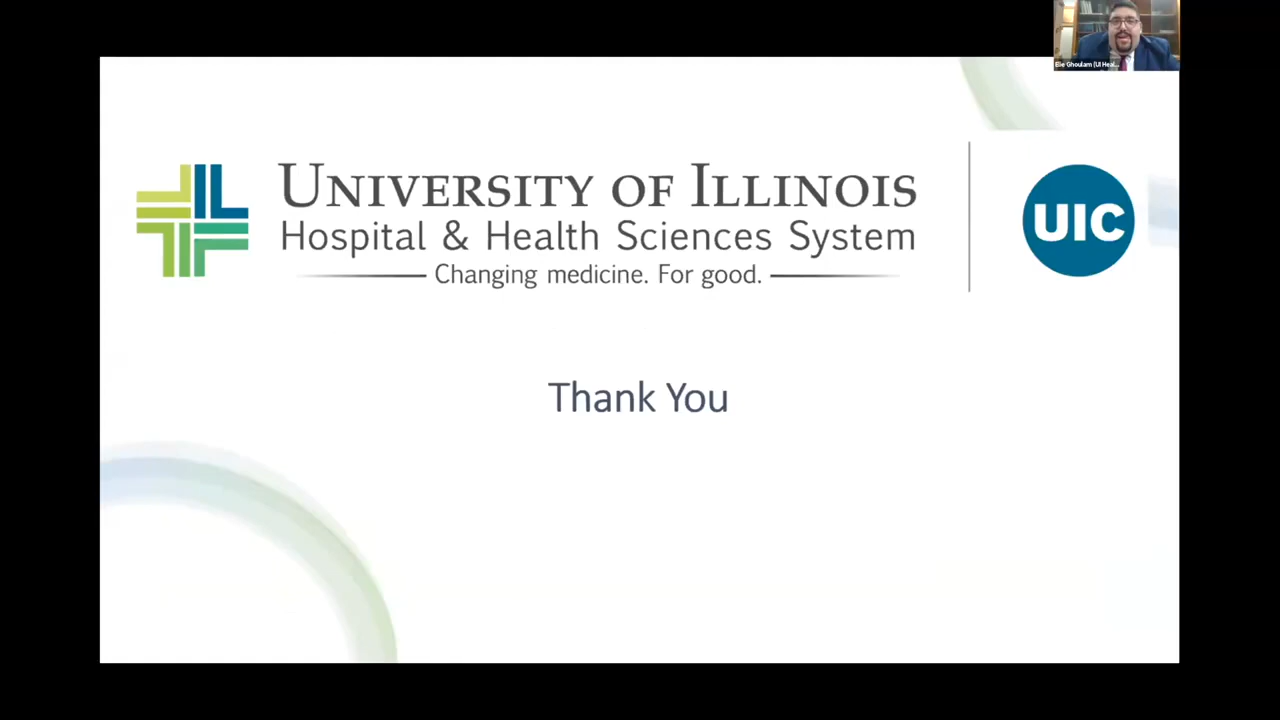 Elie Ghoulam (UI Heal...
UNIVERSITY OF ILLINOIS
Hospital & Health Sciences System
Changing medicine. For good.
UIC
Thank You